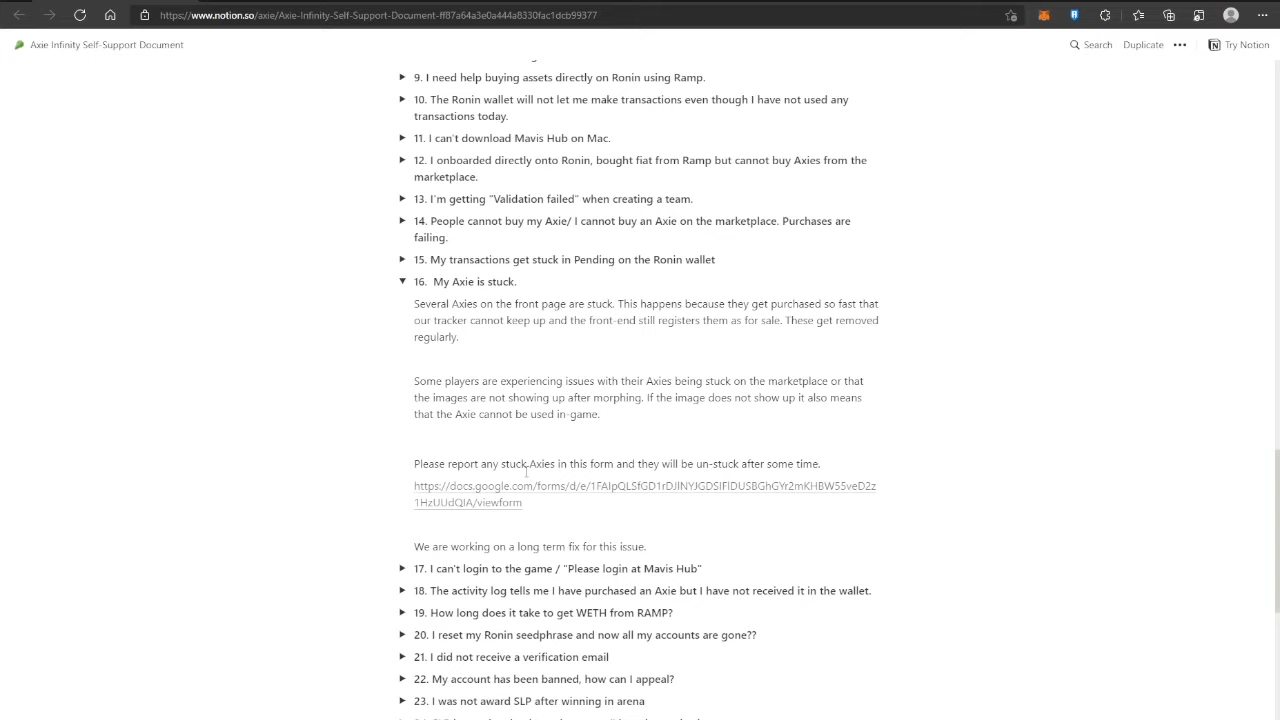 https://www.notion.so/axie/Axie-Infinity-Self-Support-Document-ff87a64a3e0a444a8330fac1dcb99377
Axie Infinity Self-Support Document
Search
Duplicate
Try Notion
9. I need help buying assets directly on Ronin using Ramp.
10. The Ronin wallet will not let me make transactions even though I have not used any
transactions today.
11. I can't download Mavis Hub on Mac.
12. I onboarded directly onto Ronin, bought fiat from Ramp but cannot buy Axies from the
marketplace.
13. I'm getting "Validation failed" when creating a team.
14. People cannot buy my Axie/ I cannot buy an Axie on the marketplace. Purchases are
failing.
15. My transactions get stuck in Pending on the Ronin wallet
16. My Axie is stuck.
Several Axies on the front page are stuck. This happens because they get purchased so fast that
our tracker cannot keep up and the front-end still registers them as for sale. These get removed
regularly.
Some players are experiencing issues with their Axies being stuck on the marketplace or that
the images are not showing up after morphing. If the image does not show up it also means
that the Axie cannot be used in-game.
Please report any stuck Axies in this form and they will be un-stuck after some time.
https://docs.google.com/forms/d/e/1FAIpQLSfGD1rDJlNYJGDSIFlDUSBGhGYr2mKHBW55veD2z
1HzUUdQIA/viewform
We are working on a long term fix for this issue.
17. I can't login to the game / "Please login at Mavis Hub"
18. The activity log tells me I have purchased an Axie but I have not received it in the wallet.
19. How long does it take to get WETH from RAMP?
20. I reset my Ronin seedphrase and now all my accounts are gone??
21. I did not receive a verification email
22. My account has been banned, how can I appeal?
23. I was not award SLP after winning in arena